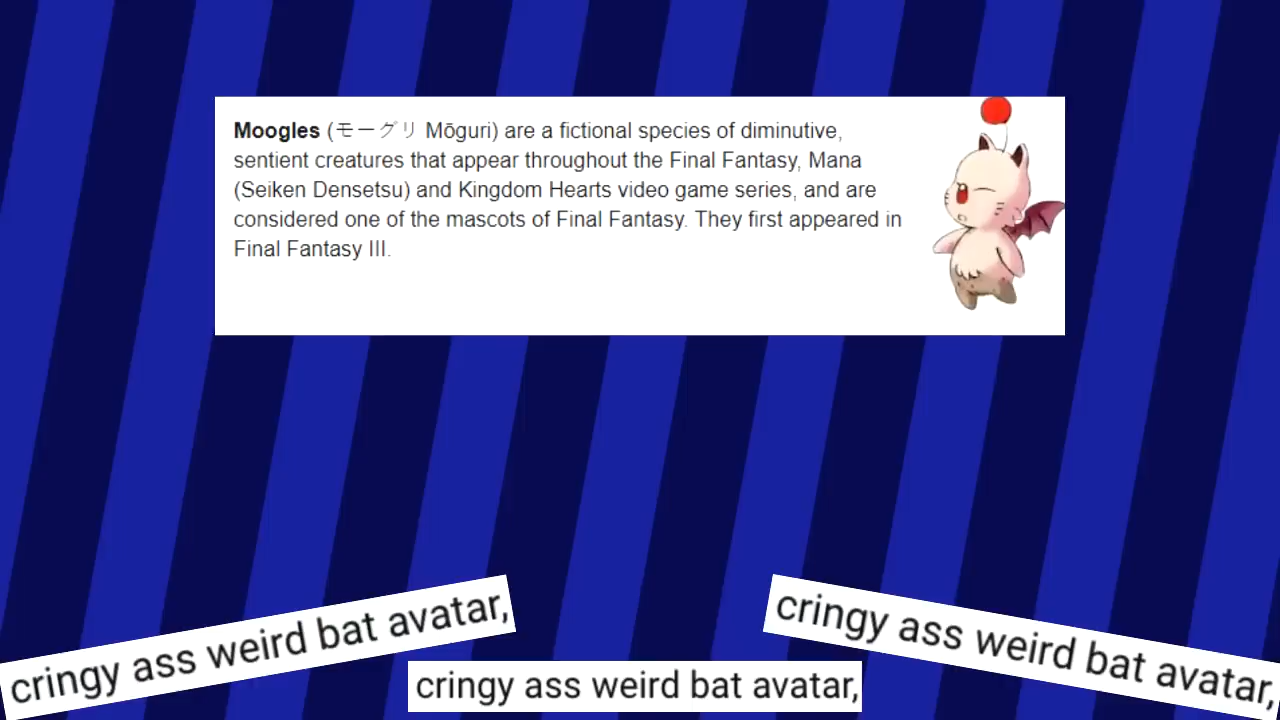 Moogles (モーグリ Mōguri) are a fictional species of diminutive,
sentient creatures that appear throughout the Final Fantasy, Mana
(Seiken Densetsu) and Kingdom Hearts video game series, and are
considered one of the mascots of Final Fantasy. They first appeared in
Final Fantasy III.
cringy ass weird bat avatar,
cringy ass weird bat avatar,
cringy ass weird bat avatar,